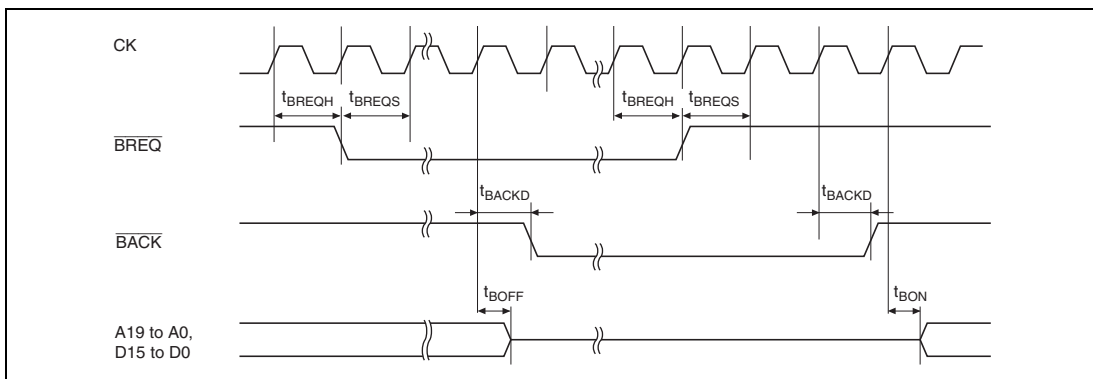 CK
tBREQH tBREQS tBREQH tBREQS
BREQ
tBACKD tBACKD
BACK
tBOFF tBON
A19 to A0,
D15 to D0